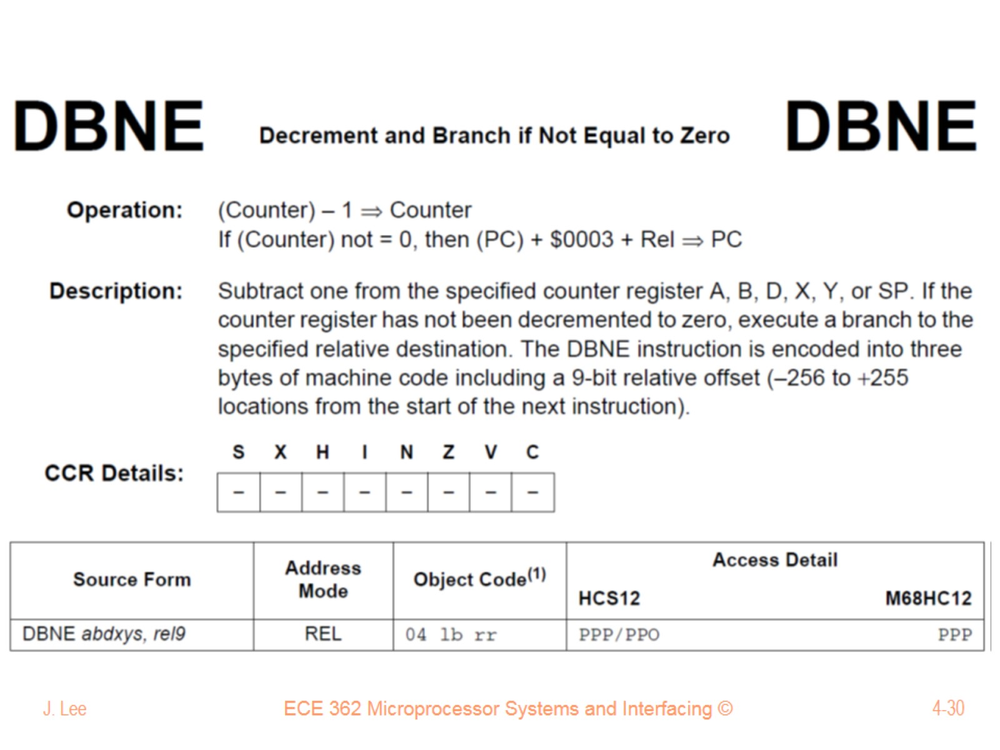 DBNE Decrement and Branch if Not Equal to Zero DBNE
Operation: (Counter) – 1 ⇒ Counter
If (Counter) not = 0, then (PC) + $0003 + Rel ⇒ PC
Description: Subtract one from the specified counter register A, B, D, X, Y, or SP. If the
counter register has not been decremented to zero, execute a branch to the
specified relative destination. The DBNE instruction is encoded into three
bytes of machine code including a 9-bit relative offset (–256 to +255
locations from the start of the next instruction).
S X H I N Z V C
CCR Details: – – – – – – – –
Source Form Address Mode Object Code(1) Access Detail
HCS12 M68HC12
DBNE abdxys, rel9 REL 04 lb rr PPP/PPO PPP
J. Lee ECE 362 Microprocessor Systems and Interfacing © 4-30